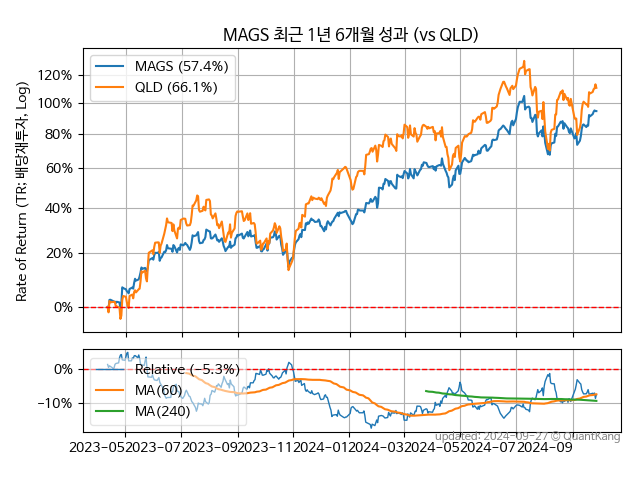 MAGS 최근 1년 6개월 성과 (vs QLD)
Rate of Return (TR: 배당재투자, Log)
MAGS (57.4%)
QLD (66.1%)
120%
100%
80%
60%
40%
20%
0%
Relative (−5.3%)
MA(60)
MA(240)
0%
−10%
2023-05
2023-07
2023-09
2023-11
2024-01
2024-03
2024-05
2024-07
2024-09
updated: 2024-09-27 © QuantKang